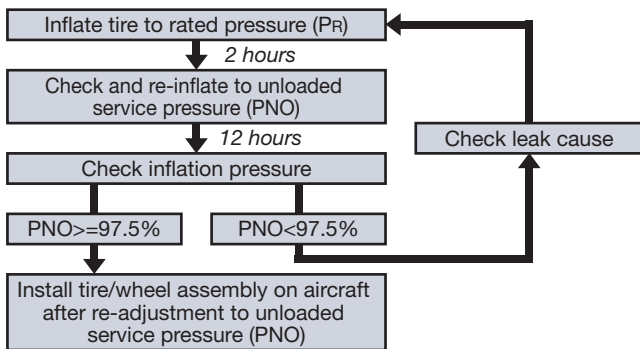 Inflate tire to rated pressure (PR)
2 hours
Check and re-inflate to unloaded
service pressure (PNO)
12 hours
Check leak cause
Check inflation pressure
PNO>=97.5%
PNO<97.5%
Install tire/wheel assembly on aircraft
after re-adjustment to unloaded
service pressure (PNO)